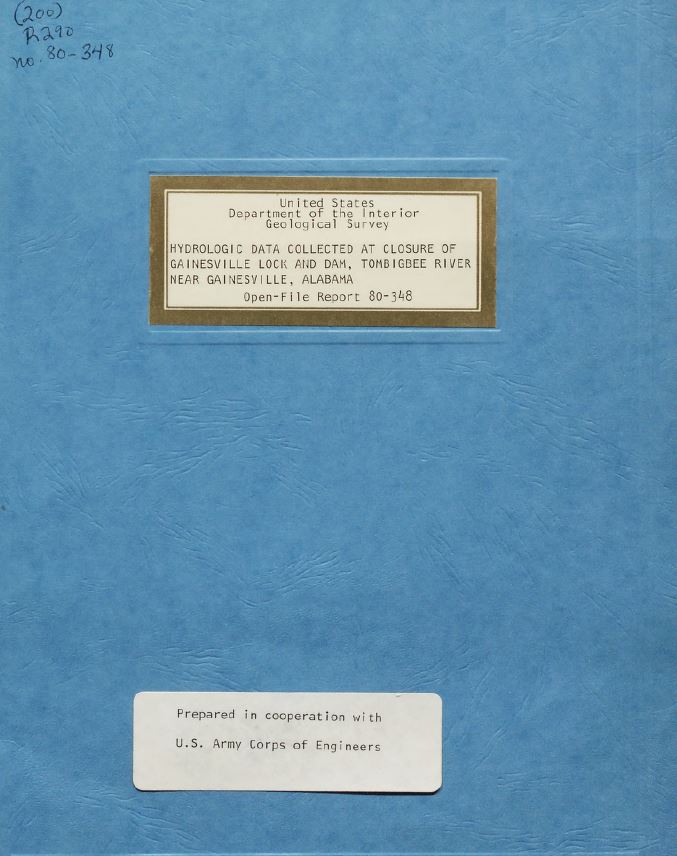 (200)
R290
no. 80-348
United States
Department of the Interior
Geological Survey
HYDROLOGIC DATA COLLECTED AT CLOSURE OF
GAINESVILLE LOCK AND DAM, TOMBIGBEE RIVER
NEAR GAINESVILLE, ALABAMA
Open-File Report 80-348
Prepared in cooperation with
U.S. Army Corps of Engineers